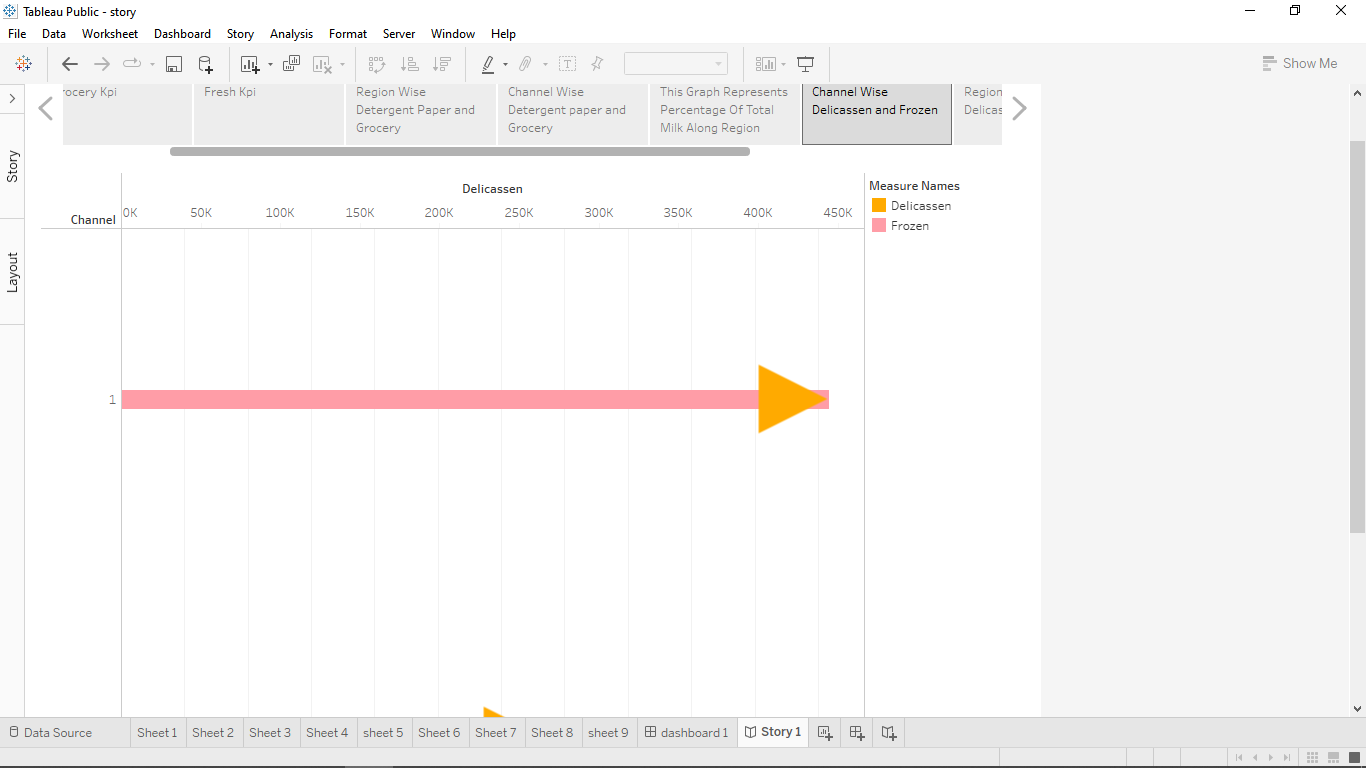 Tableau Public - story
File Data Worksheet Dashboard Story Analysis Format Server Window Help
Show Me
rocery Kpi
Fresh Kpi
Region Wise
Detergent Paper and
Grocery
Channel Wise
Detergent paper and
Grocery
This Graph Represents
Percentage Of Total
Milk Along Region
Channel Wise
Delicassen and Frozen
Region
Delicas
Story
Layout
Delicassen
Channel
0K 50K 100K 150K 200K 250K 300K 350K 400K 450K
1
Measure Names
Delicassen
Frozen
Data Source Sheet 1 Sheet 2 Sheet 3 Sheet 4 sheet 5 Sheet 6 Sheet 7 Sheet 8 sheet 9 dashboard 1 Story 1